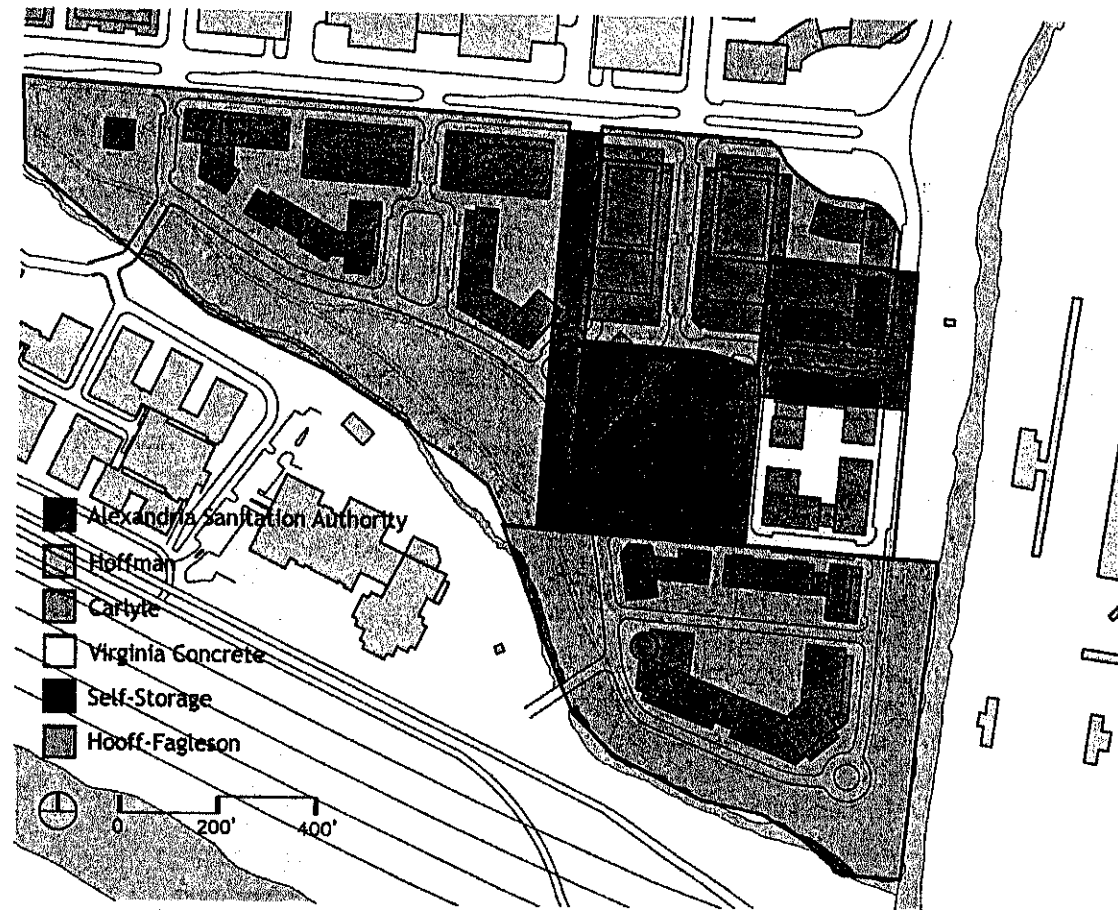 Alexandria Sanitation Authority
Hoffman
Carlyle
Virginia Concrete
Self-Storage
Hooff-Fagleson
0 200' 400'